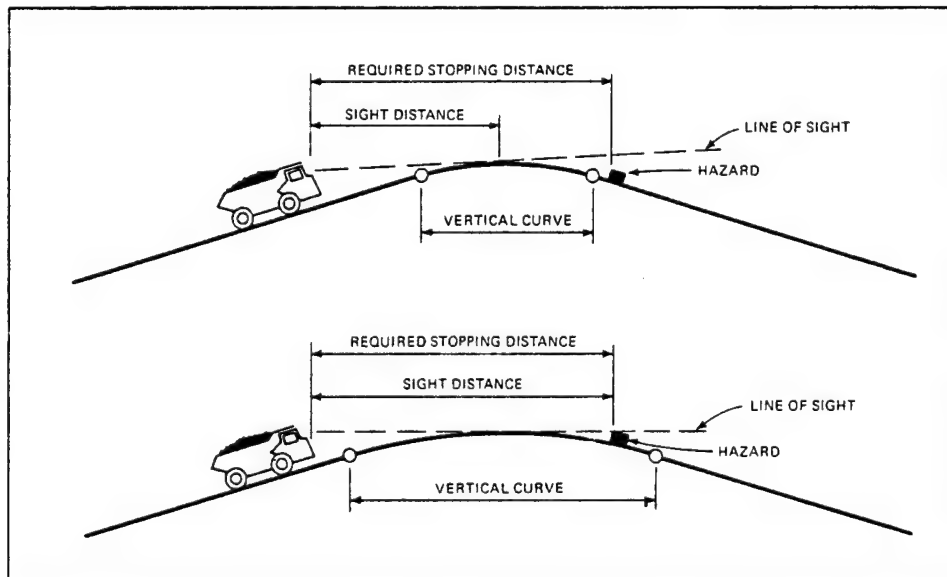 REQUIRED STOPPING DISTANCE
SIGHT DISTANCE
LINE OF SIGHT
HAZARD
VERTICAL CURVE
REQUIRED STOPPING DISTANCE
SIGHT DISTANCE
LINE OF SIGHT
HAZARD
VERTICAL CURVE